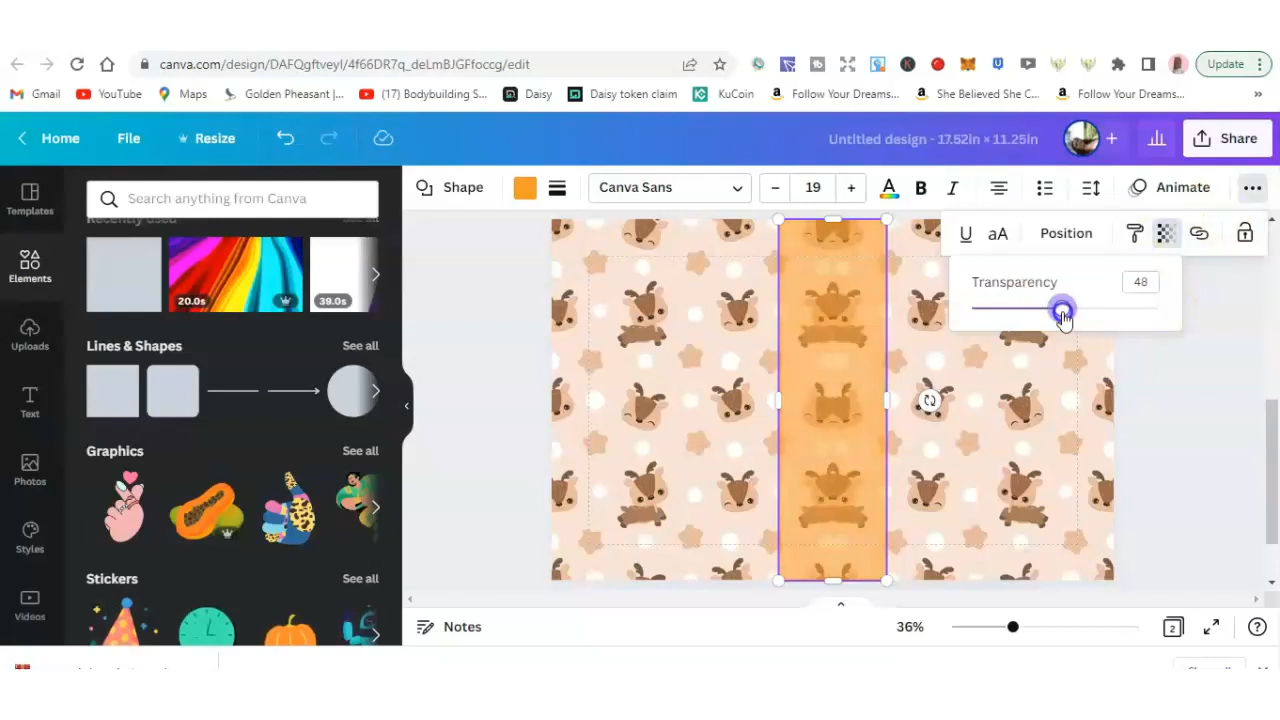 canva.com/design/DAFQgftveyI/4f66DR7q_deLmBJGFfoccg/edit
Update
Gmail
YouTube
Maps
Golden Pheasant |...
(17) Bodybuilding S...
Daisy
Daisy token claim
KuCoin
Follow Your Dreams...
She Believed She C...
Follow Your Dreams...
»
Home
File
Resize
Untitled design - 17.52in × 11.25in
+
Share
Templates
Elements
Uploads
Text
Photos
Styles
Videos
Search anything from Canva
Recently used
20.0s
39.0s
Lines & Shapes
See all
Graphics
See all
Stickers
See all
Shape
Canva Sans
− 19 +
A
B
I
Animate
U
aA
Position
Transparency
48
Notes
36%
2
?